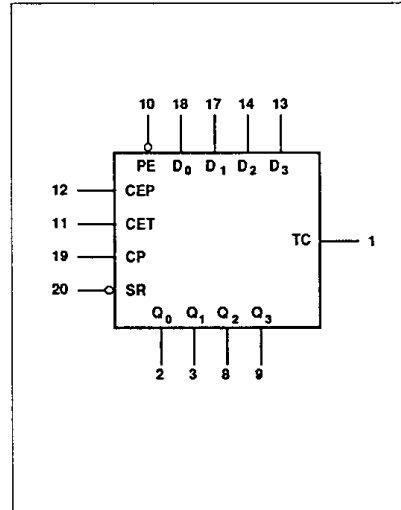 10 18 17 14 13
PE D0 D1 D2 D3
12 CEP
11 CET
TC 1
19 CP
20 SR
Q0 Q1 Q2 Q3
2 3 8 9